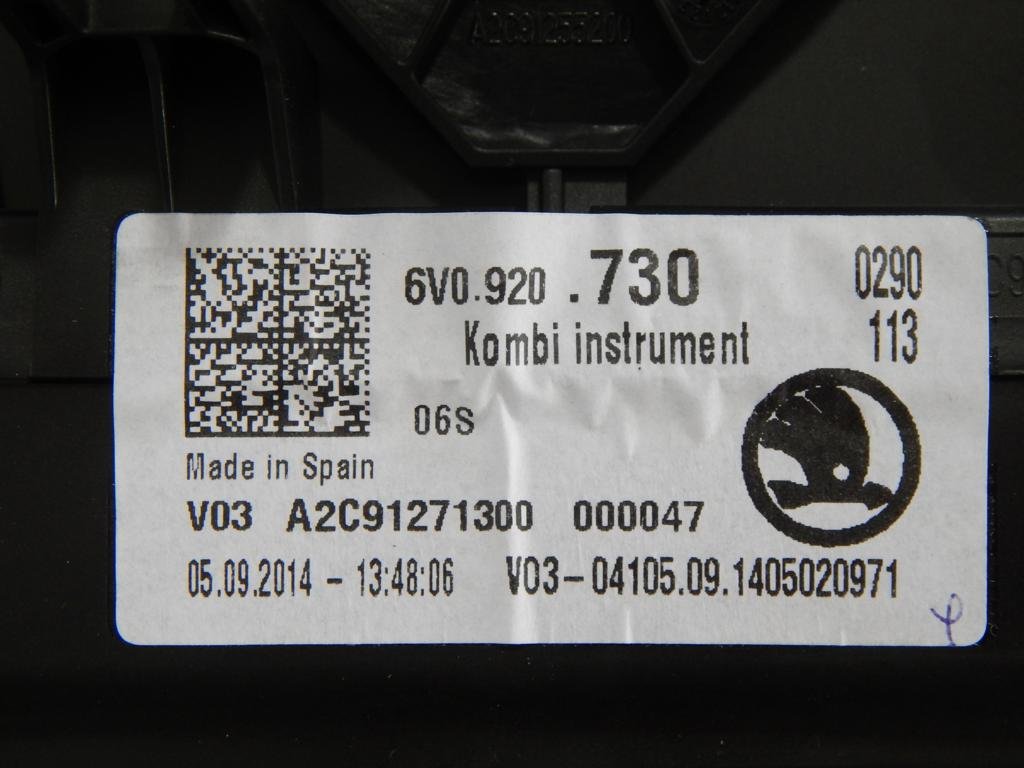 A2C91255200
6V0.920 .730 0290
Kombi instrument 113
06S
Made in Spain
V03 A2C91271300 000047
05.09.2014 - 13:48:06 V03-04105.09.1405020971